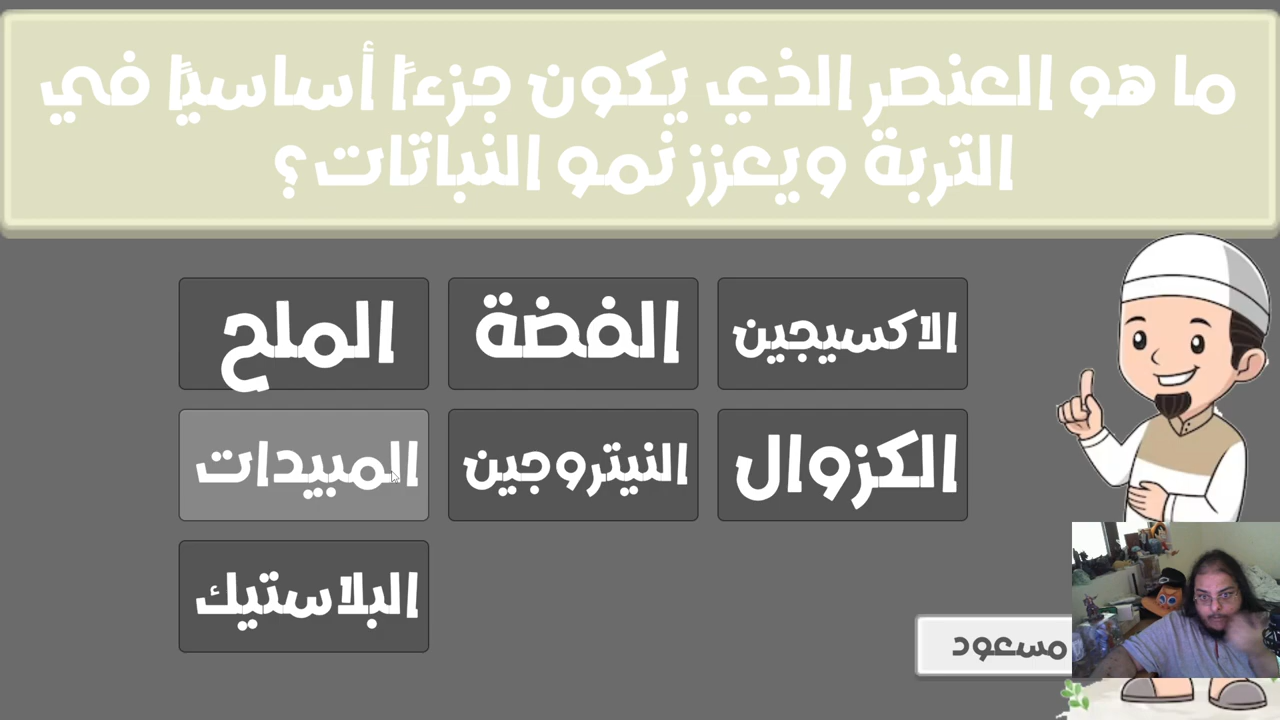 ما هو العنصر الذي يكون جزءًا أساسيًا في
التربة ويعزز نمو النباتات؟
الاكسيجين
الفضة
الملح
الكزوال
النيتروجين
المبيدات
البلاستيك
مسعود